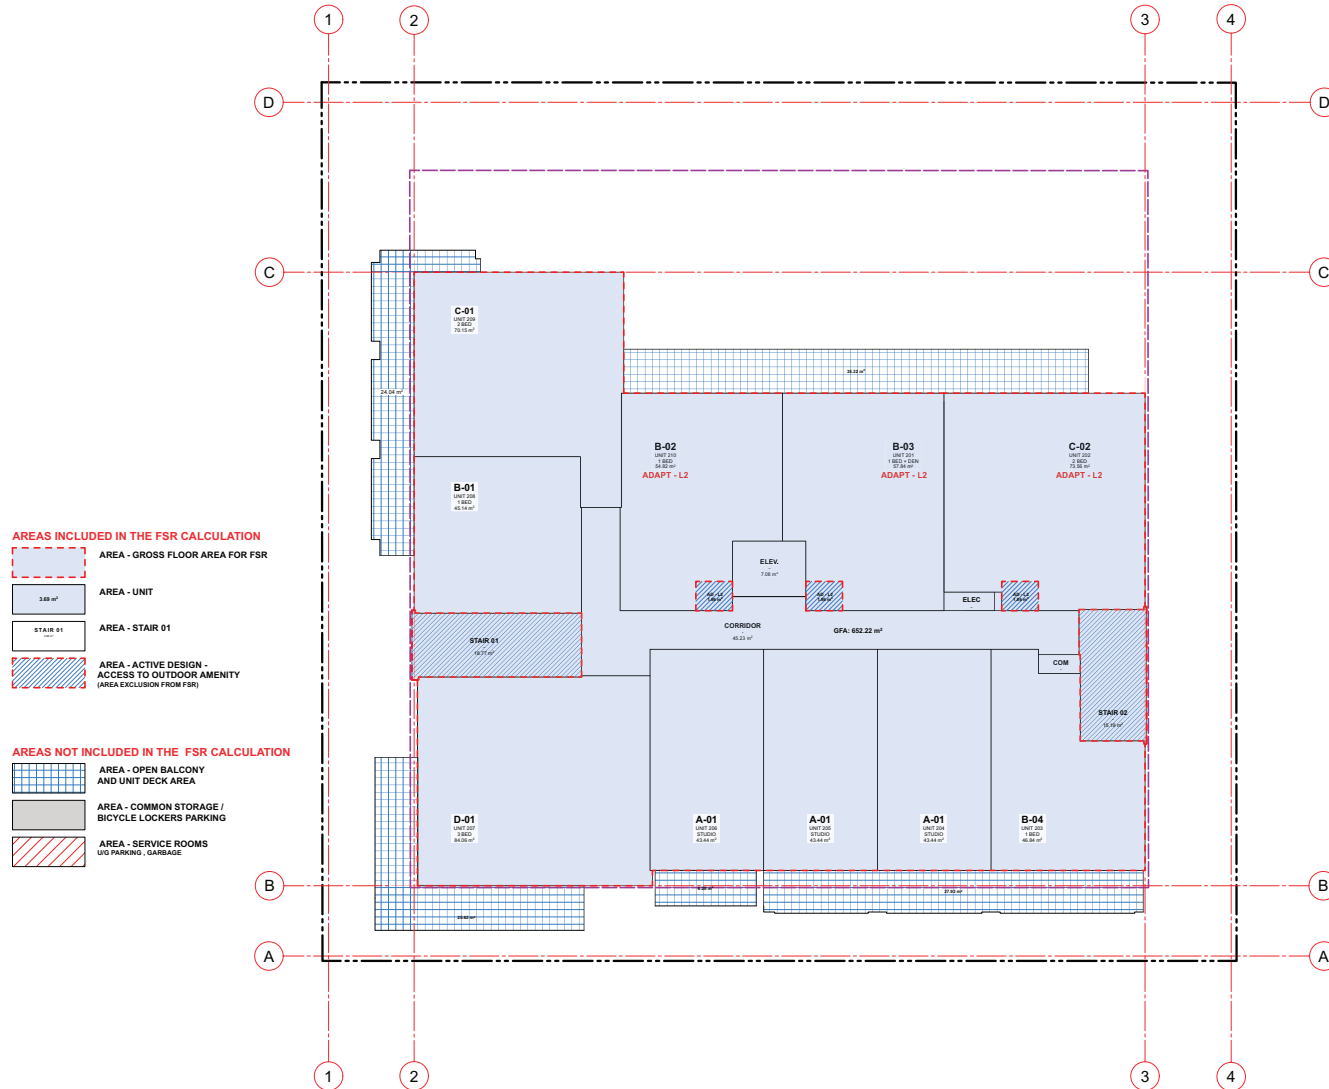 1
2
3
4
D
D
C
C
C-01
UNIT 209
2 BED
70.15 m²
24.04 m²
B-02
UNIT 210
1 BED
54.82 m²
ADAPT - L2
B-03
UNIT 201
1 BED + DEN
57.84 m²
ADAPT - L2
C-02
UNIT 202
2 BED
73.56 m²
ADAPT - L2
B-01
UNIT 208
1 BED
45.14 m²
ELEV.
7.08 m²
ELEC
CORRIDOR
45.23 m²
GFA: 652.22 m²
STAIR 01
COM
STAIR 02
D-01
UNIT 207
3 BED
84.06 m²
A-01
UNIT 206
STUDIO
43.44 m²
A-01
UNIT 205
STUDIO
43.44 m²
A-01
UNIT 204
STUDIO
43.44 m²
B-04
UNIT 203
1 BED
46.84 m²
27.93 m²
B
B
A
A
1
2
3
4
AREAS INCLUDED IN THE FSR CALCULATION
AREA - GROSS FLOOR AREA FOR FSR
3.69 m²
AREA - UNIT
STAIR 01
AREA - STAIR 01
AREA - ACTIVE DESIGN -
ACCESS TO OUTDOOR AMENITY
(AREA EXCLUSION FROM FSR)
AREAS NOT INCLUDED IN THE FSR CALCULATION
AREA - OPEN BALCONY
AND UNIT DECK AREA
AREA - COMMON STORAGE /
BICYCLE LOCKERS PARKING
AREA - SERVICE ROOMS
U/G PARKING , GARBAGE